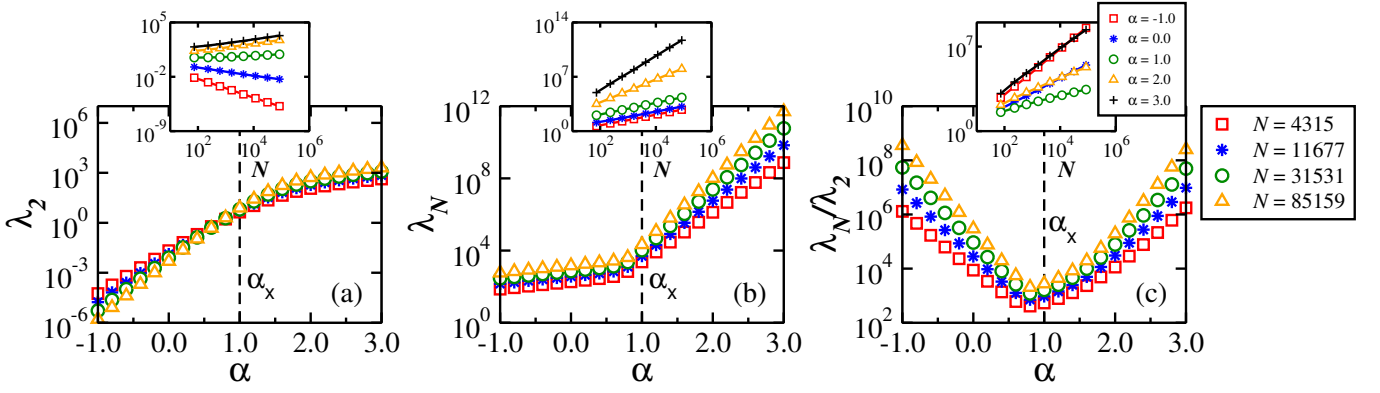 10^5
10^-2
10^-9
10^2 10^4 10^6
N
10^6
10^3
10^0
10^-3
10^-6
λ_2
α_x
(a)
-1.0 0.0 1.0 2.0 3.0
α
10^14
10^7
10^0
10^2 10^4 10^6
N
10^12
10^8
10^4
10^0
λ_N
α_x
(b)
-1.0 0.0 1.0 2.0 3.0
α
10^7
10^0
10^2 10^4 10^6
N
α = -1.0
α = 0.0
α = 1.0
α = 2.0
α = 3.0
10^10
10^8
10^6
10^4
10^2
λ_N/λ_2
α_x
(c)
-1.0 0.0 1.0 2.0 3.0
α
N = 4315
N = 11677
N = 31531
N = 85159